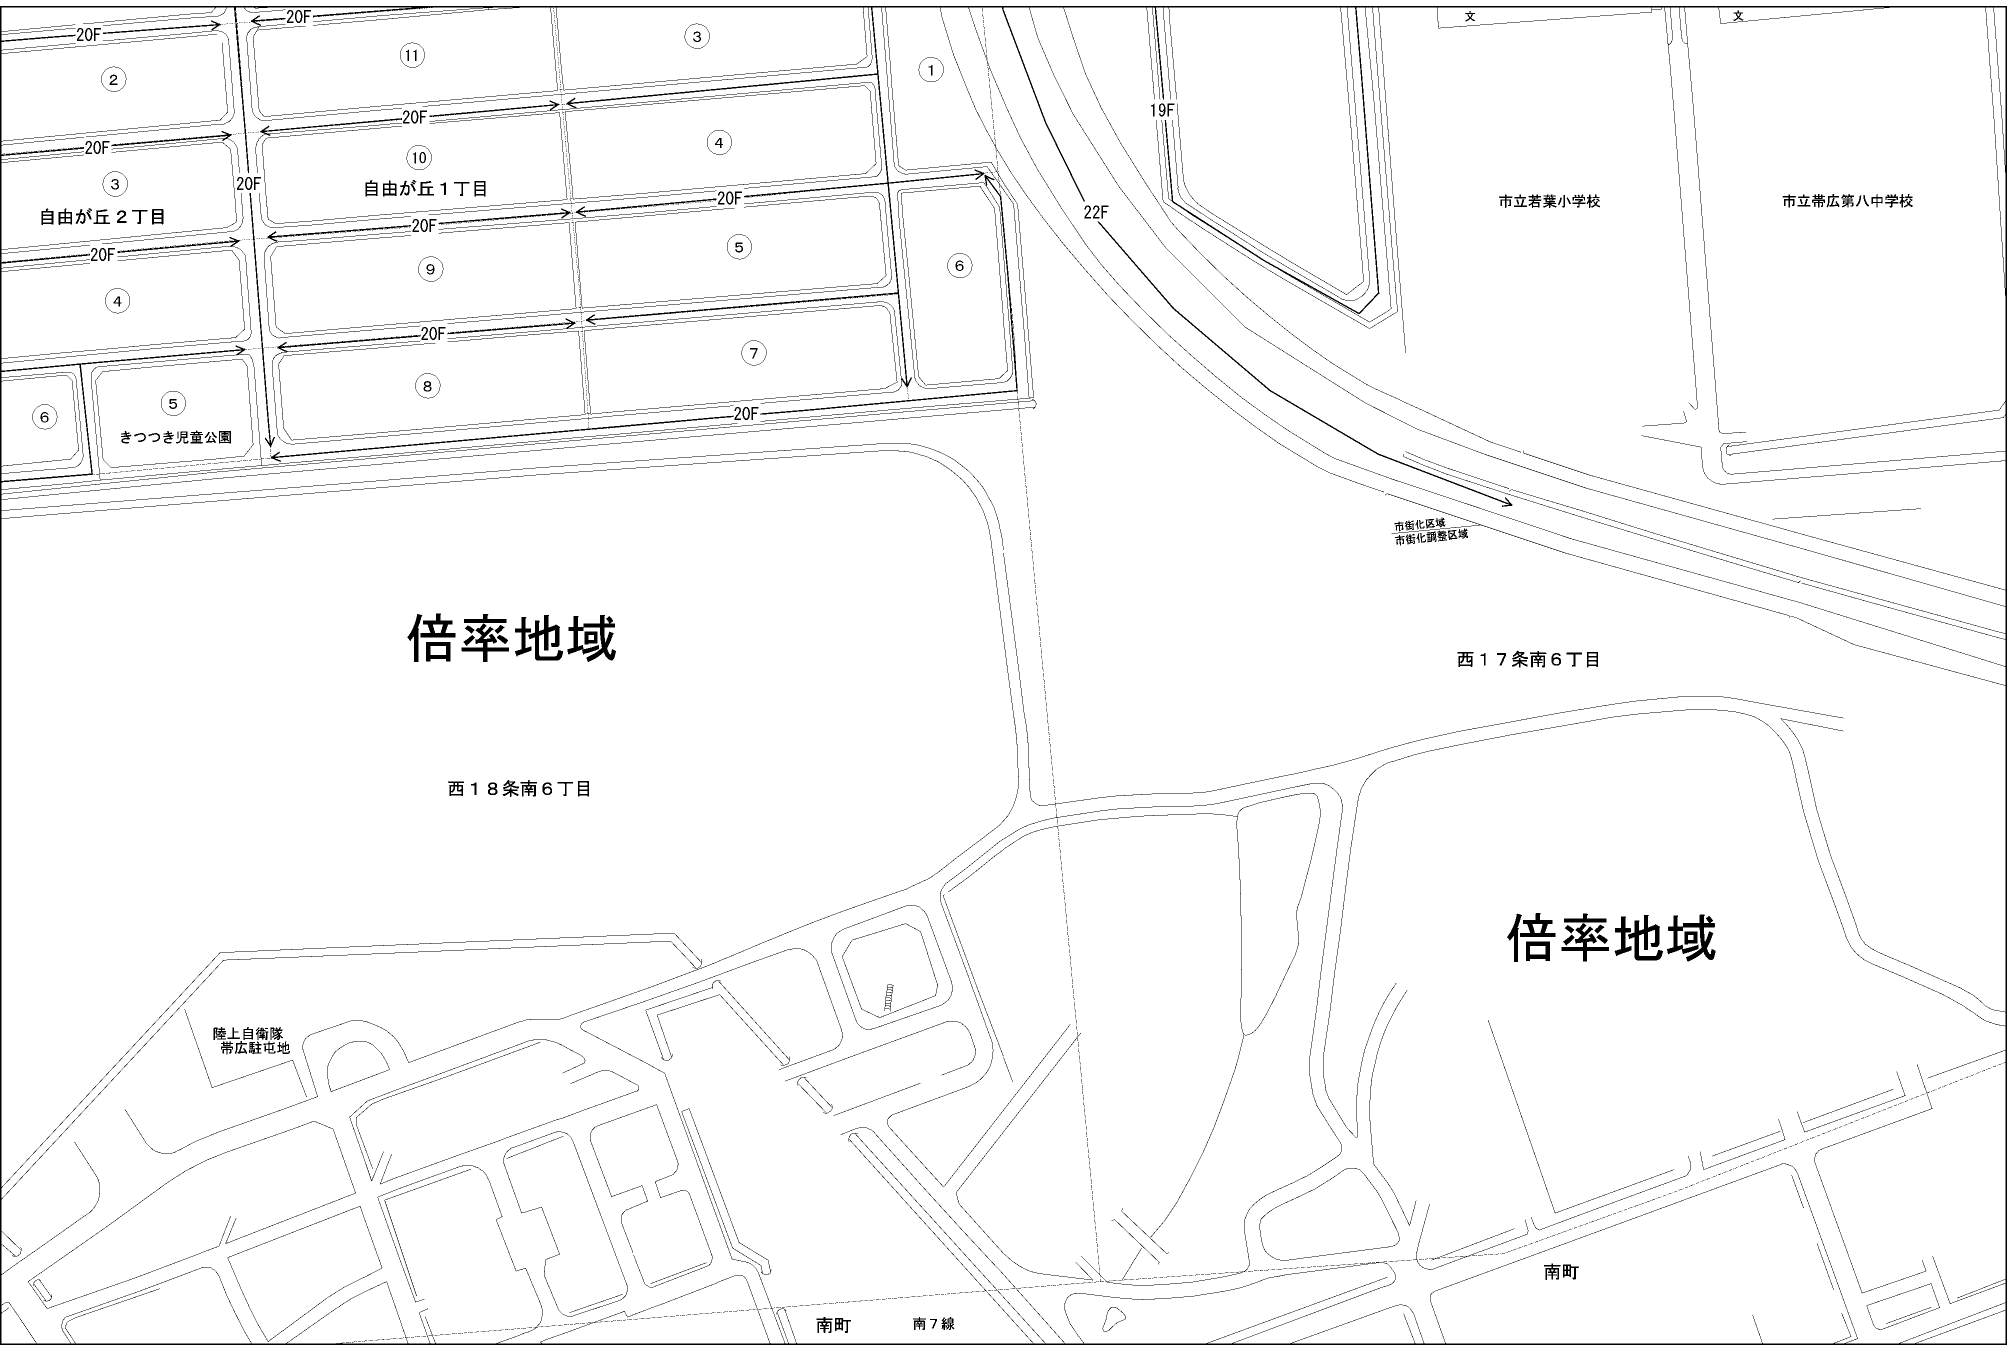 20F
20F
文
文
②
⑪
③
①
20F
20F
19F
20F
③
⑩
④
自由が丘２丁目
自由が丘１丁目
20F
20F
20F
20F
22F
市立若葉小学校
市立帯広第八中学校
④
⑨
⑤
⑥
20F
⑥
⑤
⑧
⑦
きつつき児童公園
20F
市街化区域
市街化調整区域
倍率地域
西１７条南６丁目
西１８条南６丁目
倍率地域
陸上自衛隊
帯広駐屯地
南町
南町
南７線